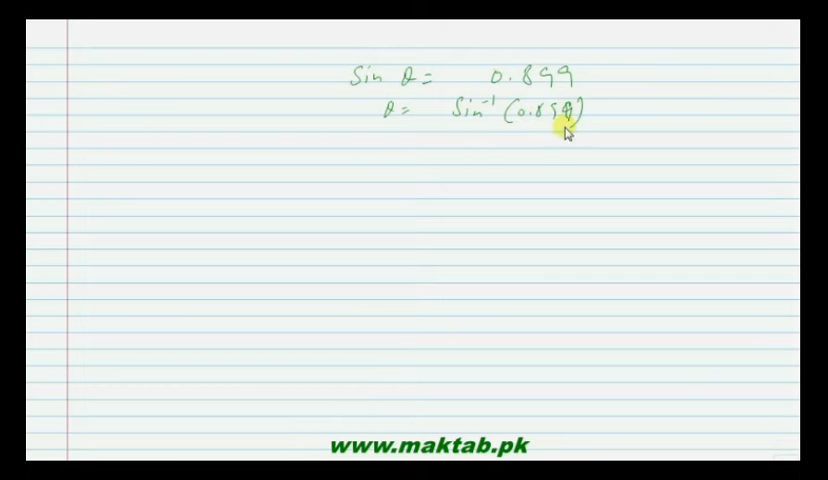 Sin θ = 0.899
θ = Sin⁻¹ (0.899)
www.maktab.pk